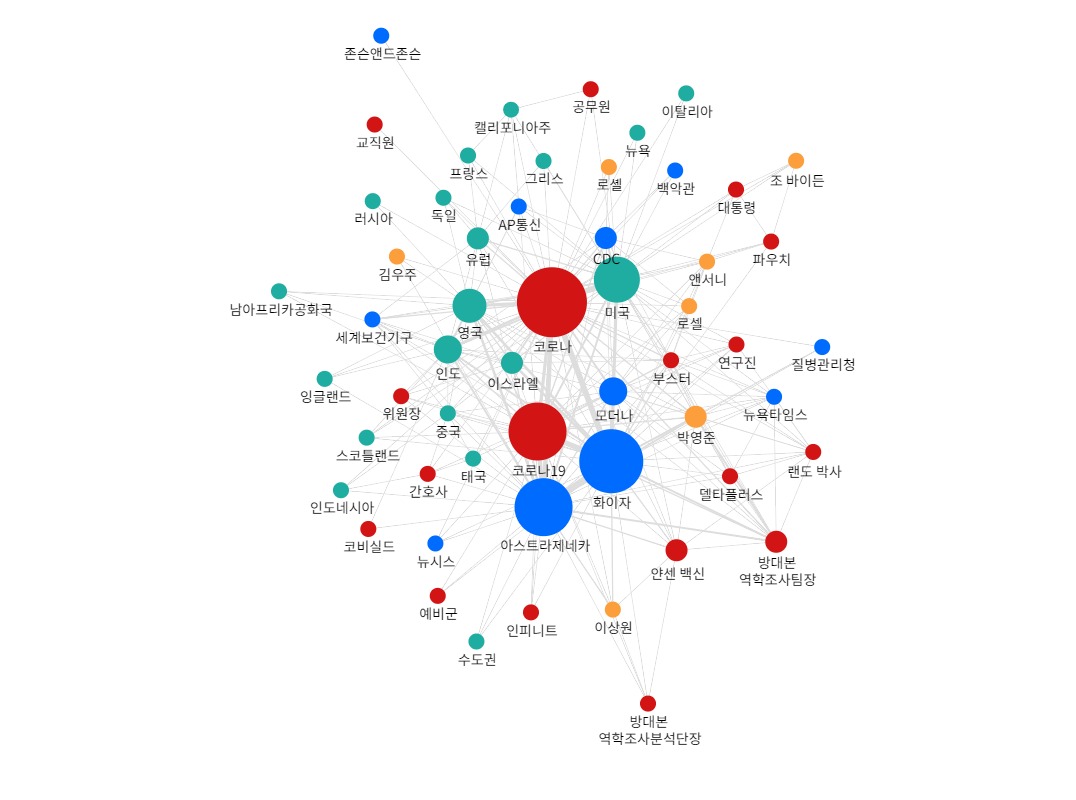 존슨앤드존슨
공무원
이탈리아
캘리포니아주
교직원
뉴욕
프랑스
그리스
로셸
백악관
조 바이든
대통령
러시아
독일
AP통신
유럽
CDC
파우치
김우주
앤서니
남아프리카공화국
미국
로셀
영국
세계보건기구
코로나
연구진
질병관리청
인도
이스라엘
부스터
잉글랜드
위원장
모더나
뉴욕타임스
중국
박영준
스코틀랜드
코로나19
태국
랜도 박사
간호사
델타플러스
인도네시아
화이자
코비실드
아스트라제네카
뉴시스
얀센 백신
방대본
역학조사팀장
예비군
인피니트
이상원
수도권
방대본
역학조사분석단장